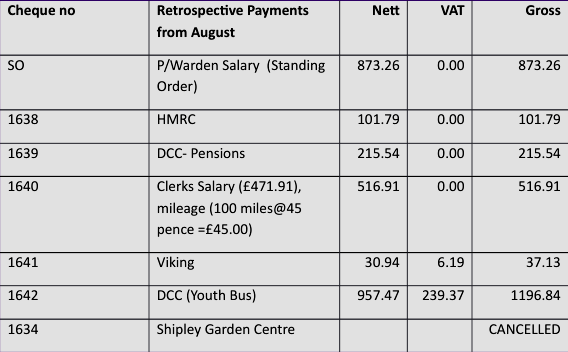 Cheque no Retrospective Payments Nett VAT Gross
from August
SO P/Warden Salary (Standing 873.26 0.00 873.26
Order)
1638 HMRC 101.79 0.00 101.79
1639 DCC- Pensions 215.54 0.00 215.54
1640 Clerks Salary (£471.91), 516.91 0.00 516.91
mileage (100 miles@45
pence =£45.00)
1641 Viking 30.94 6.19 37.13
1642 DCC (Youth Bus) 957.47 239.37 1196.84
1634 Shipley Garden Centre CANCELLED